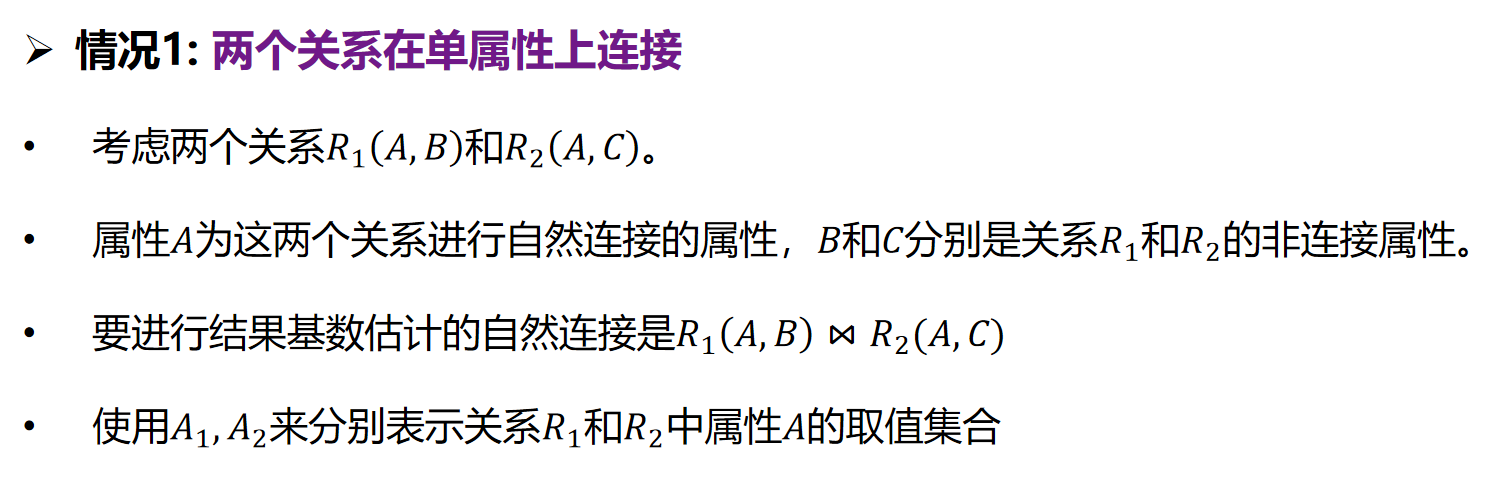 ➢ 情况1: 两个关系在单属性上连接
• 考虑两个关系R₁(A, B)和R₂(A, C)。
• 属性A为这两个关系进行自然连接的属性，B和C分别是关系R₁和R₂的非连接属性。
• 要进行结果基数估计的自然连接是R₁(A, B) ⋈ R₂(A, C)
• 使用A₁, A₂来分别表示关系R₁和R₂中属性A的取值集合